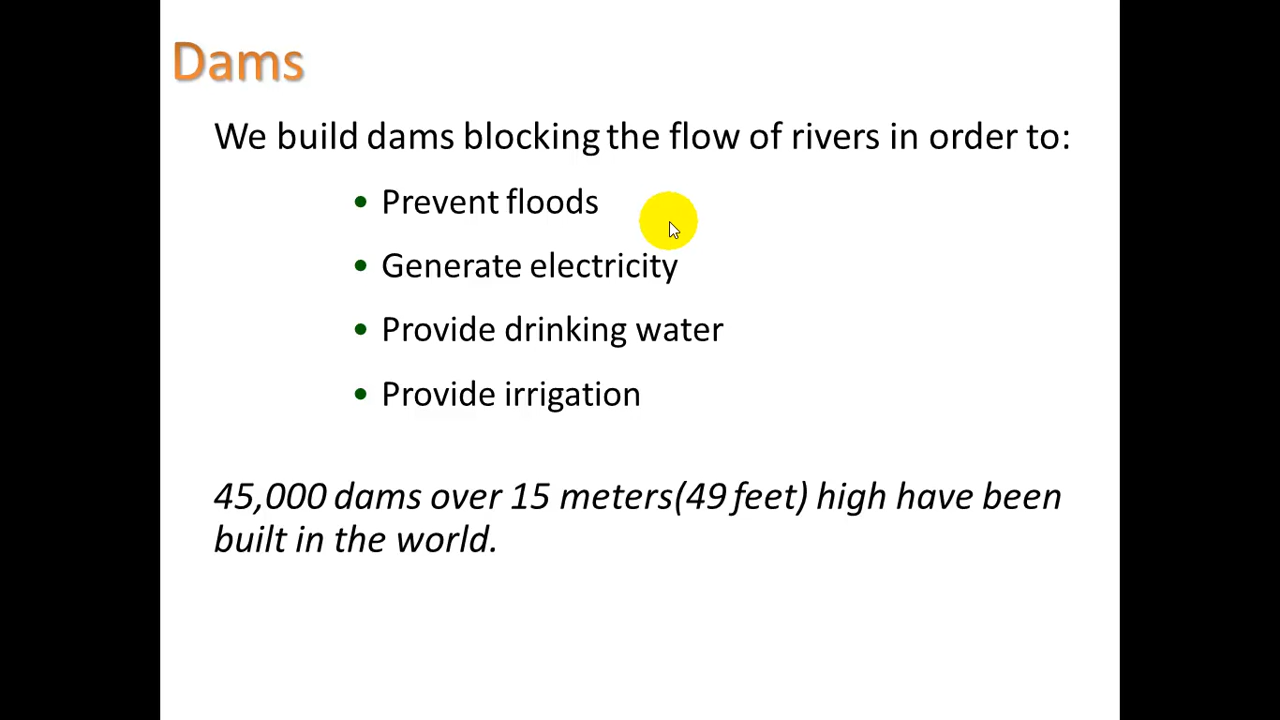 Dams
We build dams blocking the flow of rivers in order to:
• Prevent floods
• Generate electricity
• Provide drinking water
• Provide irrigation
45,000 dams over 15 meters(49 feet) high have been
built in the world.